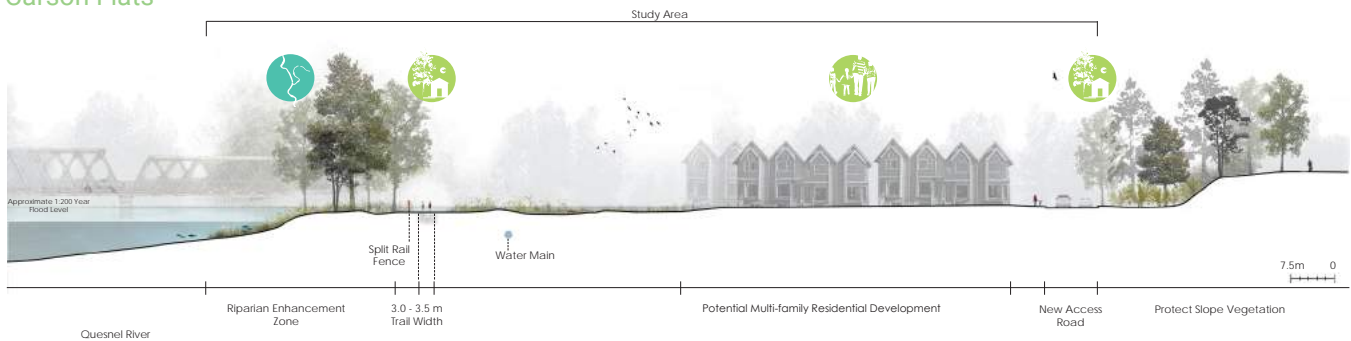 Carson Flats
Study Area
Approximate 1:200 Year
Flood Level
Split Rail
Fence
Water Main
7.5m 0
Riparian Enhancement
Zone
3.0 - 3.5 m
Trail Width
Potential Multi-family Residential Development
New Access
Road
Protect Slope Vegetation
Quesnel River